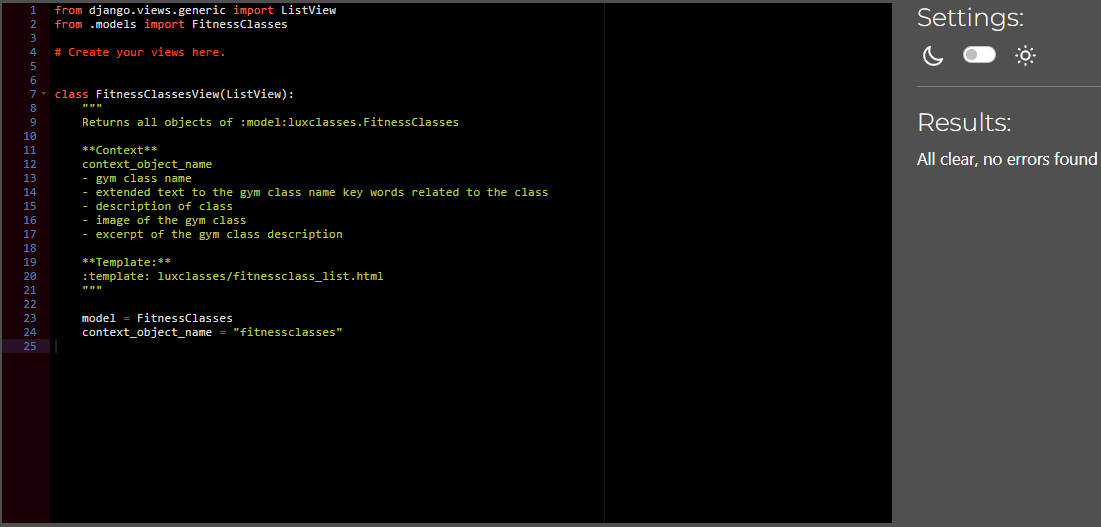 1 from django.views.generic import ListView
2 from .models import FitnessClasses
3
4 # Create your views here.
5
6
7 class FitnessClassesView(ListView):
8     """
9     Returns all objects of :model:luxclasses.FitnessClasses
10
11     **Context**
12     context_object_name
13     - gym class name
14     - extended text to the gym class name key words related to the class
15     - description of class
16     - image of the gym class
17     - excerpt of the gym class description
18
19     **Template:**
20     :template: luxclasses/fitnessclass_list.html
21     """
22
23     model = FitnessClasses
24     context_object_name = "fitnessclasses"
25
Settings:
Results:
All clear, no errors found